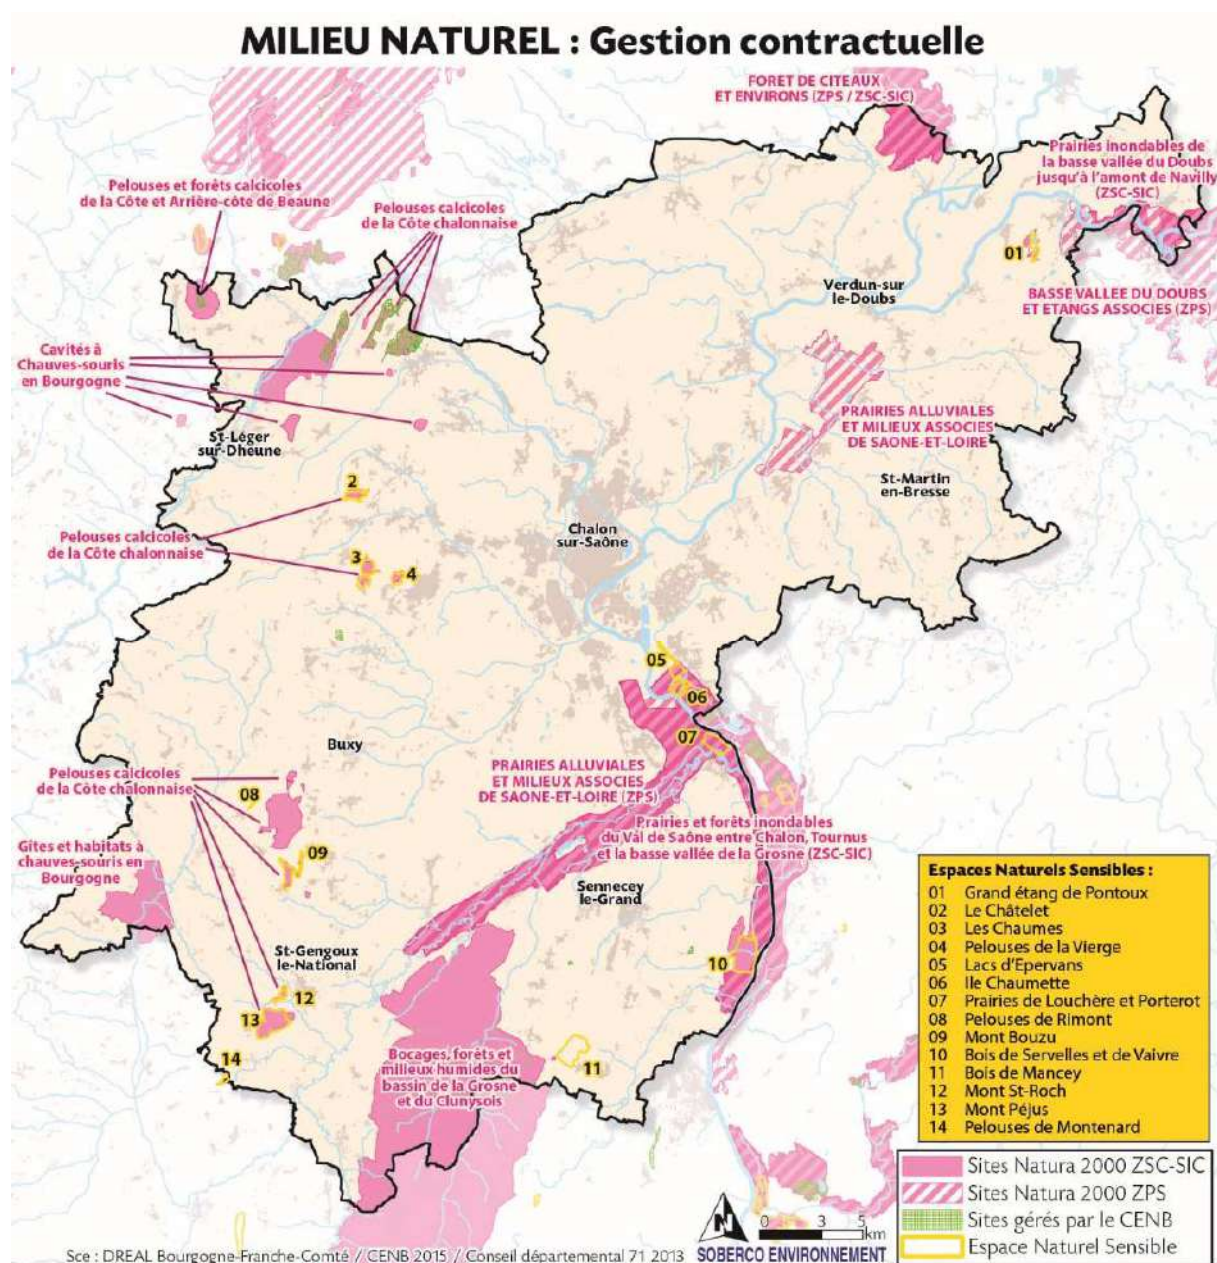 MILIEU NATUREL : Gestion contractuelle
FORET DE CITEAUX
ET ENVIRONS (ZPS / ZSC-SIC)
Prairies inondables de
la basse vallée du Doubs
jusqu'à l'amont de Navilly
(ZSC-SIC)
Pelouses et forêts calcicoles
de la Côte et Arrière-côte de Beaune
Pelouses calcicoles
de la Côte chalonnaise
01
Verdun-sur
le-Doubs
BASSE VALLEE DU DOUBS
ET ETANGS ASSOCIES (ZPS)
Cavités à
Chauves-souris
en Bourgogne
PRAIRIES ALLUVIALES
ET MILIEUX ASSOCIES
DE SAONE-ET-LOIRE
St-Léger
sur-Dheune
St-Martin
en-Bresse
2
Chalon
sur-Saône
Pelouses calcicoles
de la Côte chalonnaise
3
4
05
06
07
Buxy
PRAIRIES ALLUVIALES
ET MILIEUX ASSOCIES
DE SAONE-ET-LOIRE (ZPS)
Pelouses calcicoles
de la Côte chalonnaise
08
Prairies et forêts inondables
du Val de Saône entre Chalon, Tournus
et la basse vallée de la Grosne (ZSC-SIC)
09
Gîtes et habitats à
chauves-souris en
Bourgogne
Sennecey
le-Grand
St-Gengoux
le-National
10
12
13
14
11
Bocages, forêts et
milieux humides du
bassin de la Grosne
et du Clunysois
Espaces Naturels Sensibles :
01 Grand étang de Pontoux
02 Le Châtelet
03 Les Chaumes
04 Pelouses de la Vierge
05 Lacs d'Epervans
06 Ile Chaumette
07 Prairies de Louchère et Porterot
08 Pelouses de Rimont
09 Mont Bouzu
10 Bois de Servelles et de Vaivre
11 Bois de Mancey
12 Mont St-Roch
13 Mont Péjus
14 Pelouses de Montenard
Sites Natura 2000 ZSC-SIC
Sites Natura 2000 ZPS
Sites gérés par le CENB
Espace Naturel Sensible
N
0 3 5
km
SOBERCO ENVIRONNEMENT
Sce : DREAL Bourgogne-Franche-Comté / CENB 2015 / Conseil départemental 71 2013